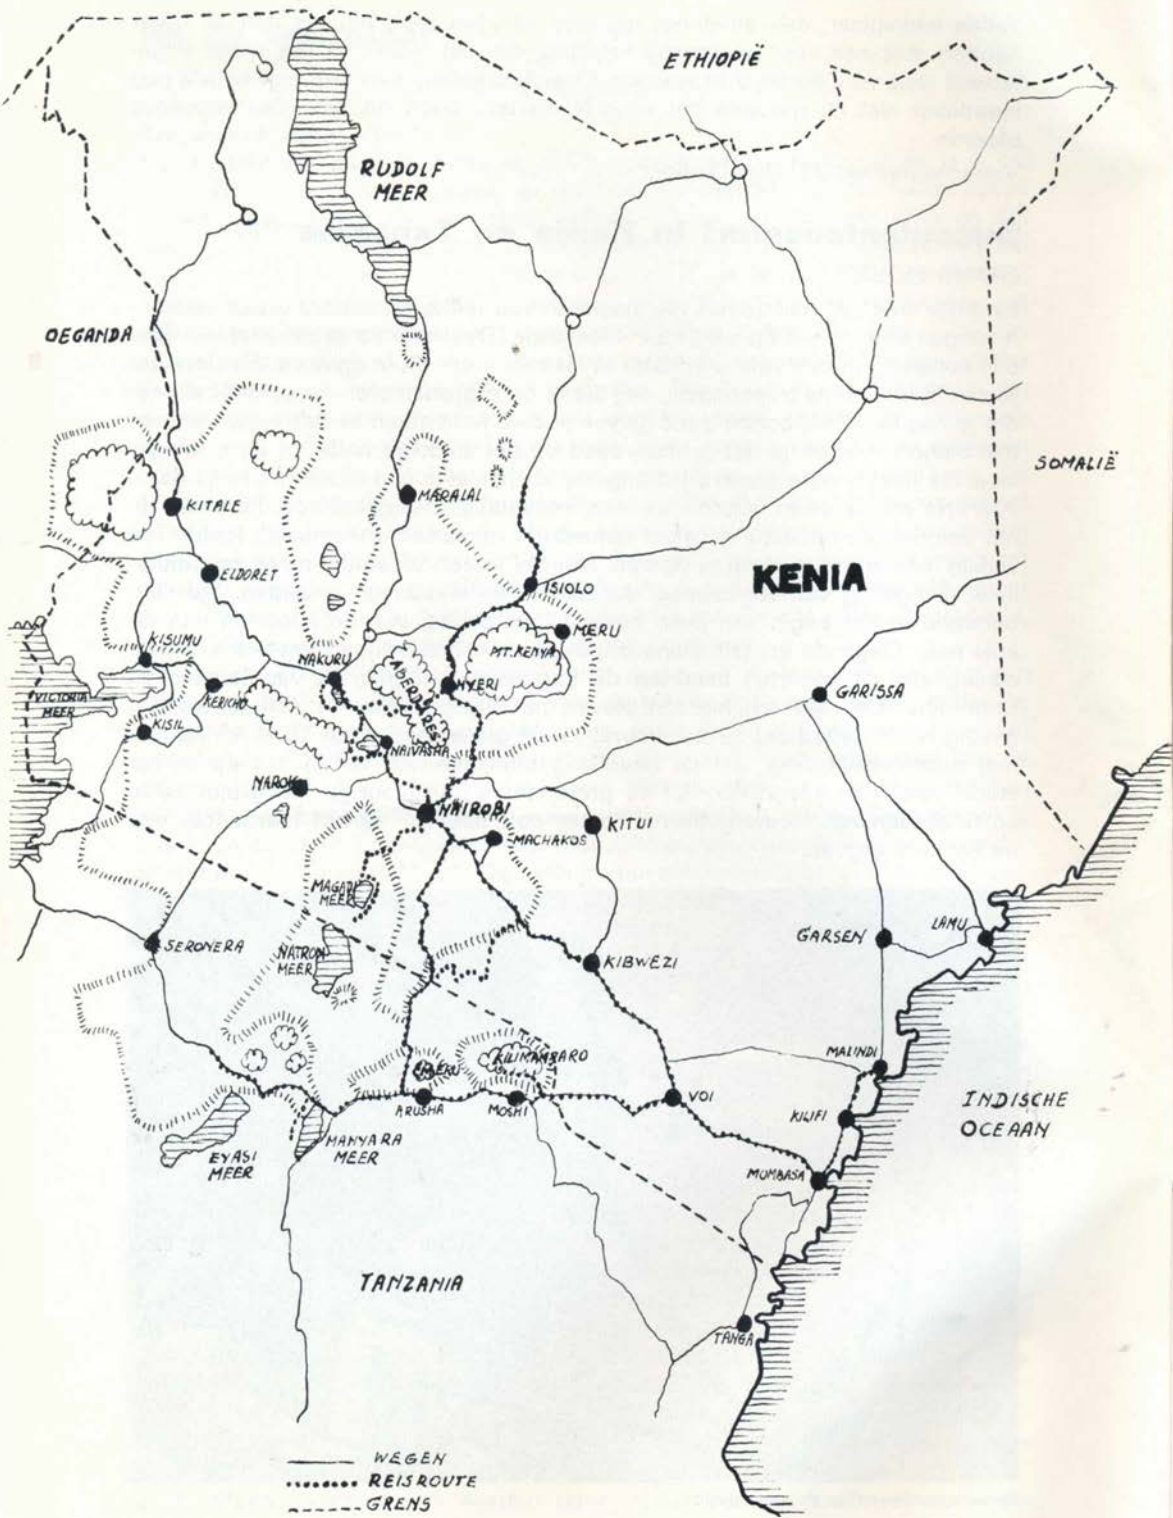 ETHIOPIË
RUDOLF
MEER
OEGANDA
SOMALIË
KITALE
MARALAL
ELDORET
ISIOLO
KENIA
MERU
KISUMU
NAKURU
MT. KENYA
ABERDARES
NYERI
VICTORIA
MEER
KERICHO
GARISSA
KISII
NAIVASHA
NAROK
NAIROBI
KITUI
MACHAKOS
MAGADI
MEER
SERONERA
NATRON
MEER
KIBWEZI
GARSEN
LAMU
MALINDI
KILIMANJARO
MERU
ARUSHA
MOSHI
VOI
KILIFI
INDISCHE
OCEAAN
EYASI
MEER
MANYARA
MEER
MOMBASA
TANZANIA
TANGA
WEGEN
REISROUTE
GRENS